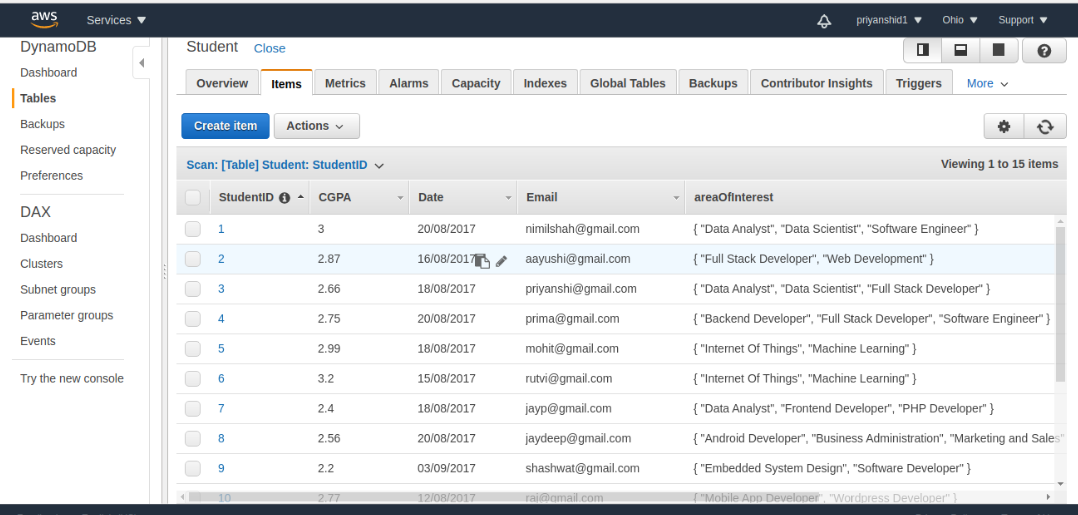 aws Services priyanshid1 Ohio Support
DynamoDB
Dashboard
Tables
Backups
Reserved capacity
Preferences
DAX
Dashboard
Clusters
Subnet groups
Parameter groups
Events
Try the new console
Student Close
Overview Items Metrics Alarms Capacity Indexes Global Tables Backups Contributor Insights Triggers More
Create item Actions
Scan: [Table] Student: StudentID Viewing 1 to 15 items
StudentID CGPA Date Email areaOfInterest
1 3 20/08/2017 nimilshah@gmail.com { "Data Analyst", "Data Scientist", "Software Engineer" }
2 2.87 16/08/2017 aayushi@gmail.com { "Full Stack Developer", "Web Development" }
3 2.66 18/08/2017 priyanshi@gmail.com { "Data Analyst", "Data Scientist", "Full Stack Developer" }
4 2.75 20/08/2017 prima@gmail.com { "Backend Developer", "Full Stack Developer", "Software Engineer" }
5 2.99 18/08/2017 mohit@gmail.com { "Internet Of Things", "Machine Learning" }
6 3.2 15/08/2017 rutvi@gmail.com { "Internet Of Things", "Machine Learning" }
7 2.4 18/08/2017 jayp@gmail.com { "Data Analyst", "Frontend Developer", "PHP Developer" }
8 2.56 20/08/2017 jaydeep@gmail.com { "Android Developer", "Business Administration", "Marketing and Sales"
9 2.2 03/09/2017 shashwat@gmail.com { "Embedded System Design", "Software Developer" }
10 2.77 12/08/2017 raj@gmail.com { "Mobile App Developer", "Wordpress Developer" }